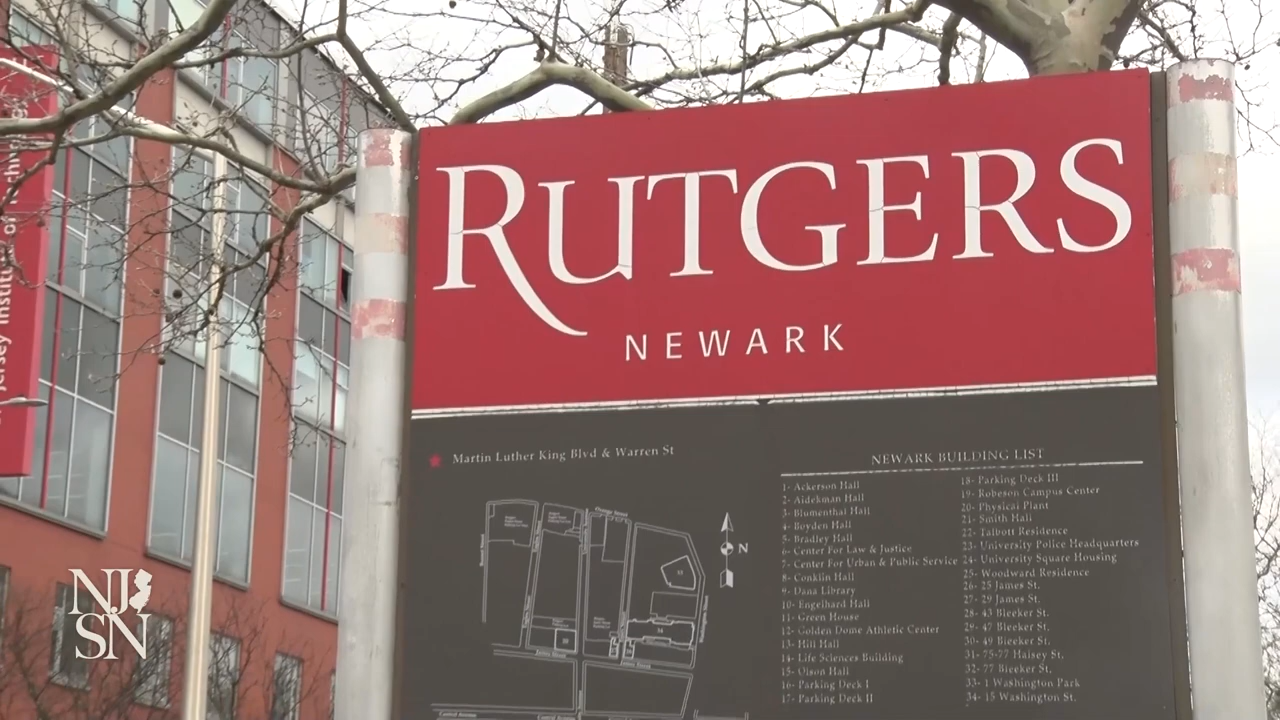 Jersey Institute of
RUTGERS
NEWARK
Martin Luther King Blvd & Warren St
NEWARK BUILDING LIST
1- Ackerson Hall
2- Aidekman Hall
3- Blumenthal Hall
4- Boyden Hall
5- Bradley Hall
6- Center For Law & Justice
7- Center For Urban & Public Service
8- Conklin Hall
9- Dana Library
10- Engelhard Hall
11- Green House
12- Golden Dome Athletic Center
13- Hill Hall
14- Life Sciences Building
15- Olson Hall
16- Parking Deck I
17- Parking Deck II
18- Parking Deck III
19- Robeson Campus Center
20- Physical Plant
21- Smith Hall
22- Talbott Residence
23- University Police Headquarters
24- University Square Housing
25- Woodward Residence
26- 25 James St.
27- 29 James St.
28- 43 Bleeker St.
29- 47 Bleeker St.
30- 49 Bleeker St.
31- 75-77 Halsey St.
32- 77 Bleeker St.
33- 1 Washington Park
34- 15 Washington St.
Orange Street
N
Central Avenue
NJ
SN